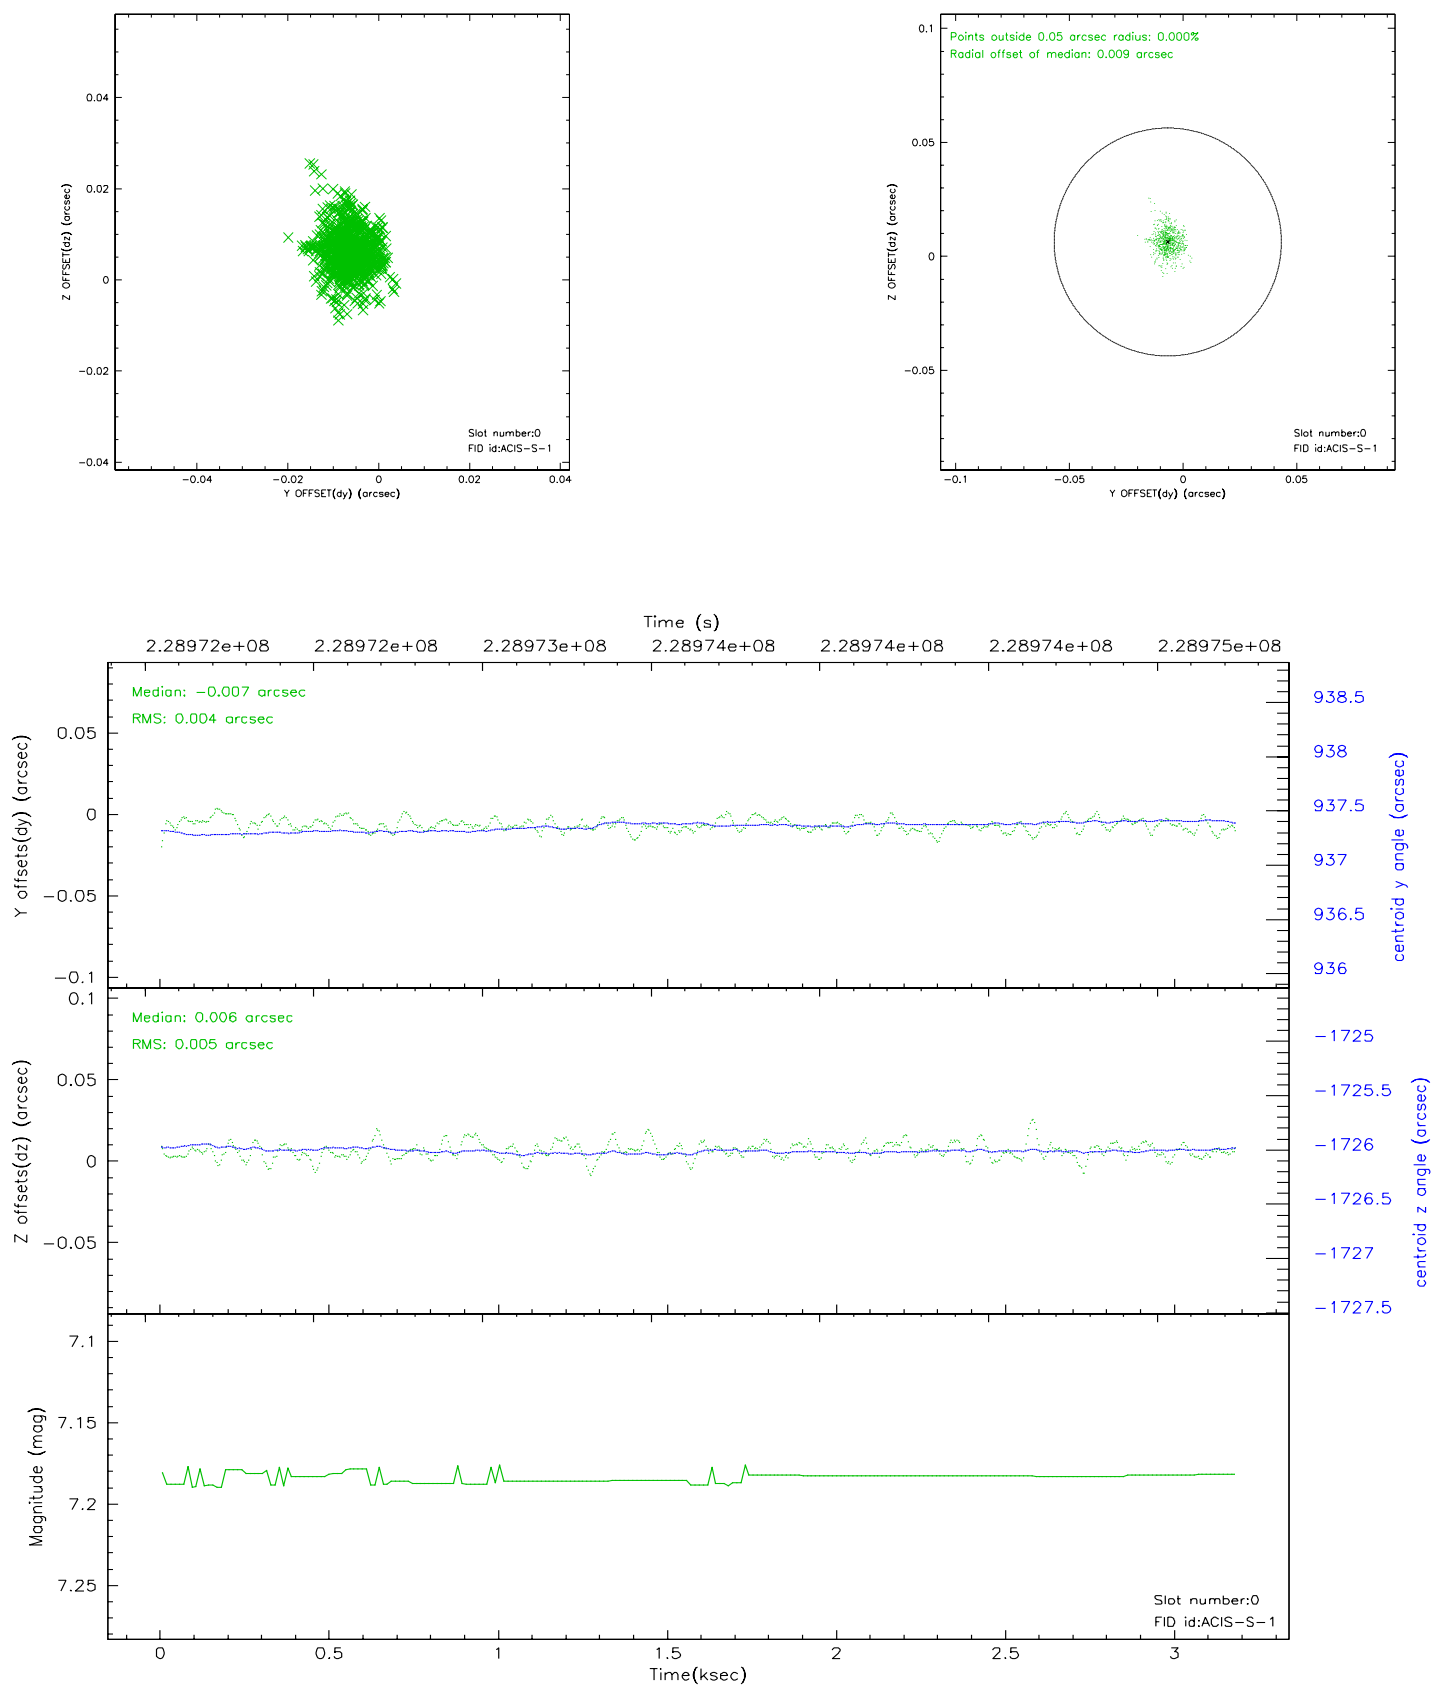 0.04
0.02
0
-0.02
-0.04
Z OFFSET(dz) (arcsec)
Slot number:0
FID id:ACIS-S-1
-0.04
-0.02
0
0.02
0.04
Y OFFSET(dy) (arcsec)
Points outside 0.05 arcsec radius: 0.000%
Radial offset of median: 0.009 arcsec
0.1
0.05
0
-0.05
Z OFFSET(dz) (arcsec)
Slot number:0
FID id:ACIS-S-1
-0.1
-0.05
0
0.05
Y OFFSET(dy) (arcsec)
Time (s)
2.28972e+08
2.28972e+08
2.28973e+08
2.28974e+08
2.28974e+08
2.28974e+08
2.28975e+08
Median: -0.007 arcsec
RMS: 0.004 arcsec
0.05
0
-0.05
-0.1
Y offsets(dy) (arcsec)
938.5
938
937.5
937
936.5
936
centroid y angle (arcsec)
Median: 0.006 arcsec
RMS: 0.005 arcsec
0.1
0.05
0
-0.05
Z offsets(dz) (arcsec)
-1725
-1725.5
-1726
-1726.5
-1727
-1727.5
centroid z angle (arcsec)
7.1
7.15
7.2
7.25
Magnitude (mag)
Slot number:0
FID id:ACIS-S-1
0
0.5
1
1.5
2
2.5
3
Time(ksec)